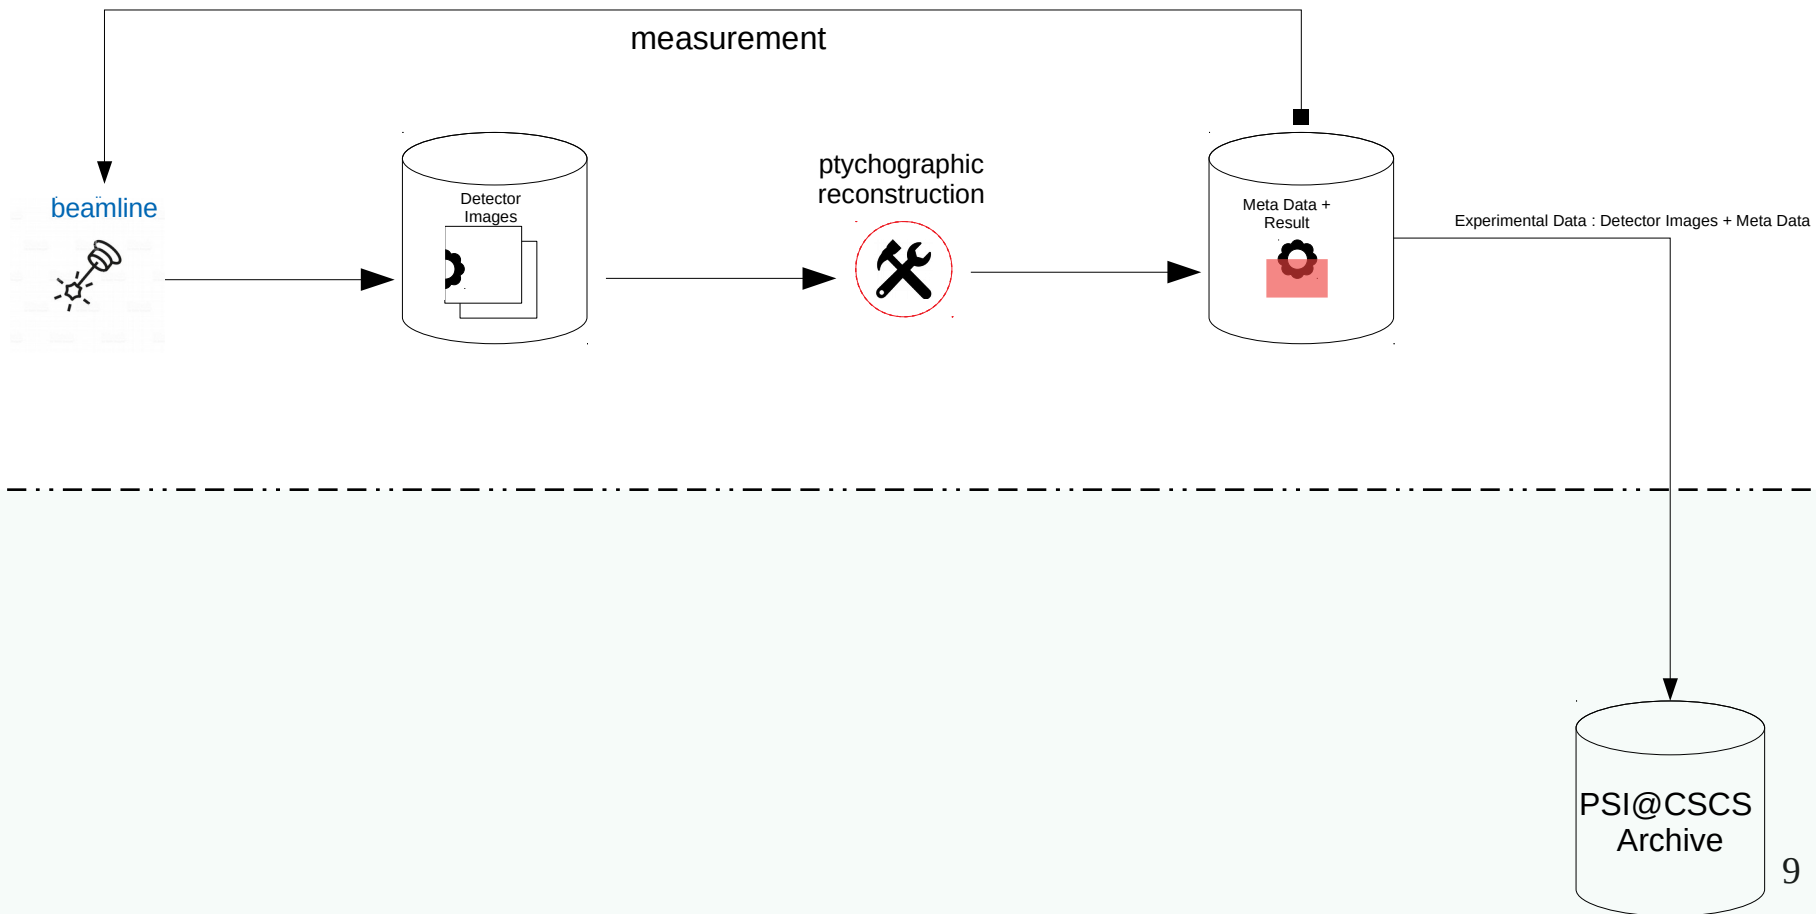 measurement
beamline
Detector
Images
ptychographic
reconstruction
Meta Data +
Result
Experimental Data : Detector Images + Meta Data
PSI@CSCS
Archive
9